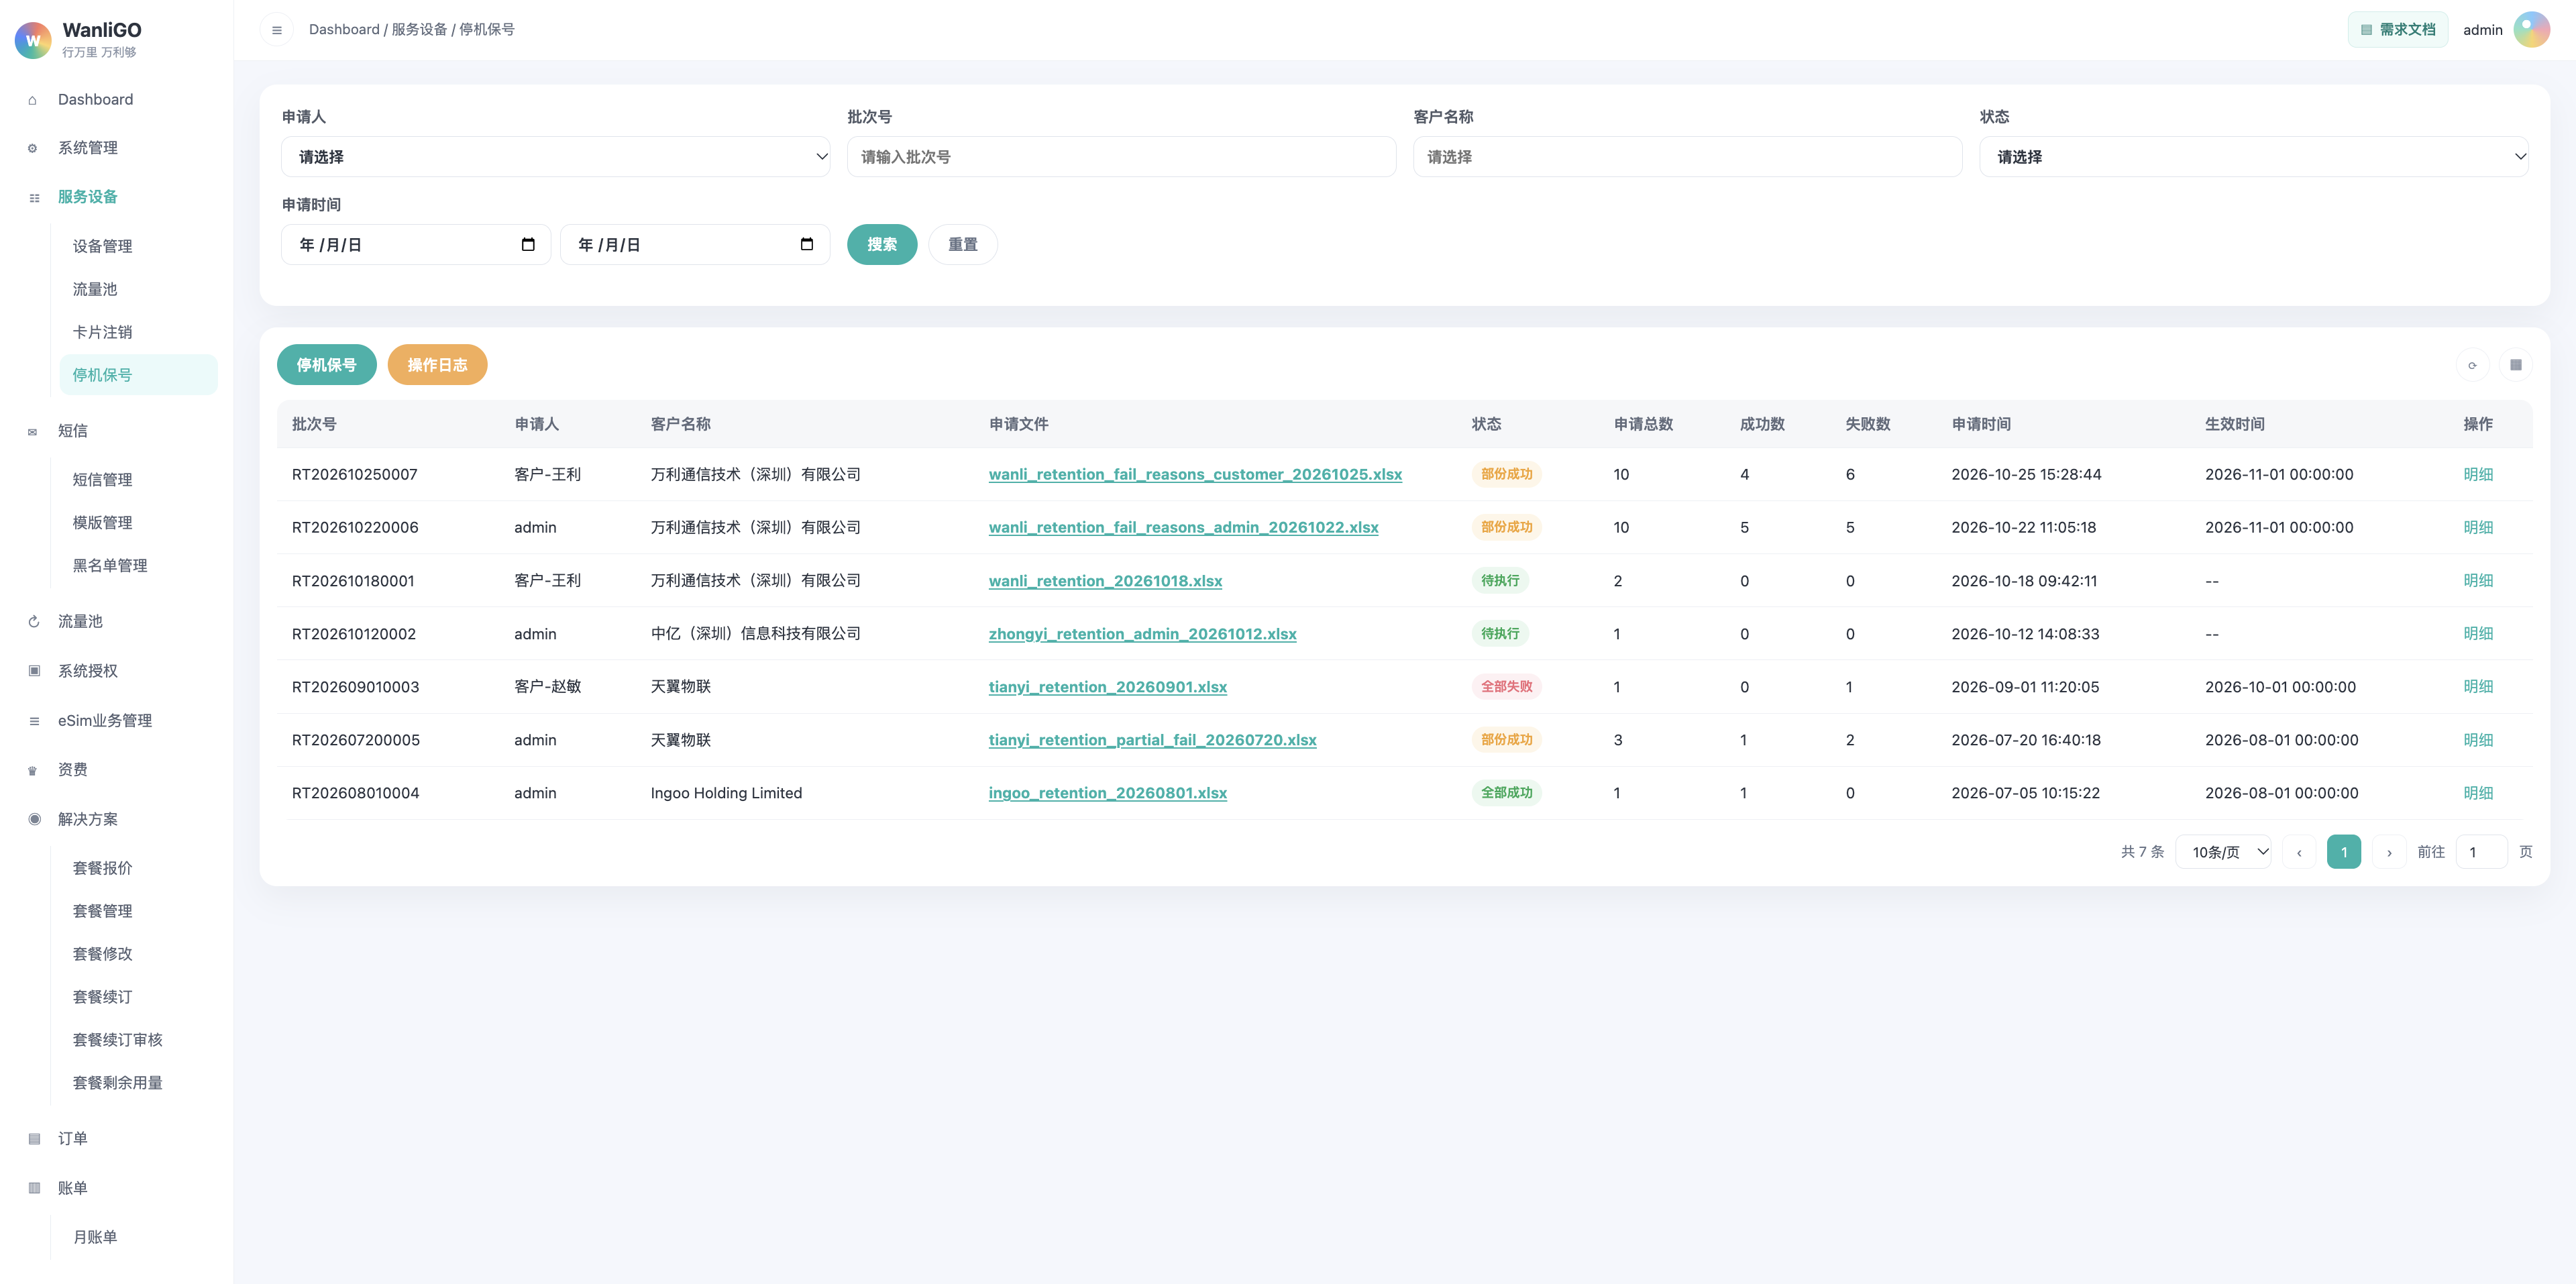 W
WanliGO
行万里 万利够
Dashboard / 服务设备 / 停机保号
需求文档
admin
Dashboard
系统管理
服务设备
设备管理
流量池
卡片注销
停机保号
短信
短信管理
模版管理
黑名单管理
流量池
系统授权
eSim业务管理
资费
解决方案
套餐报价
套餐管理
套餐修改
套餐续订
套餐续订审核
套餐剩余用量
订单
账单
月账单
申请人 批次号 客户名称 状态
请选择 请输入批次号 请选择 请选择
申请时间
年 /月/日 年 /月/日 搜索 重置
停机保号 操作日志
批次号 申请人 客户名称 申请文件 状态 申请总数 成功数 失败数 申请时间 生效时间 操作
RT202610250007 客户-王利 万利通信技术（深圳）有限公司 wanli_retention_fail_reasons_customer_20261025.xlsx 部份成功 10 4 6 2026-10-25 15:28:44 2026-11-01 00:00:00 明细
RT202610220006 admin 万利通信技术（深圳）有限公司 wanli_retention_fail_reasons_admin_20261022.xlsx 部份成功 10 5 5 2026-10-22 11:05:18 2026-11-01 00:00:00 明细
RT202610180001 客户-王利 万利通信技术（深圳）有限公司 wanli_retention_20261018.xlsx 待执行 2 0 0 2026-10-18 09:42:11 -- 明细
RT202610120002 admin 中亿（深圳）信息科技有限公司 zhongyi_retention_admin_20261012.xlsx 待执行 1 0 0 2026-10-12 14:08:33 -- 明细
RT202609010003 客户-赵敏 天翼物联 tianyi_retention_20260901.xlsx 全部失败 1 0 1 2026-09-01 11:20:05 2026-10-01 00:00:00 明细
RT202607200005 admin 天翼物联 tianyi_retention_partial_fail_20260720.xlsx 部份成功 3 1 2 2026-07-20 16:40:18 2026-08-01 00:00:00 明细
RT202608010004 admin Ingoo Holding Limited ingoo_retention_20260801.xlsx 全部成功 1 1 0 2026-07-05 10:15:22 2026-08-01 00:00:00 明细
共 7 条 10条/页 ‹ 1 › 前往 1 页